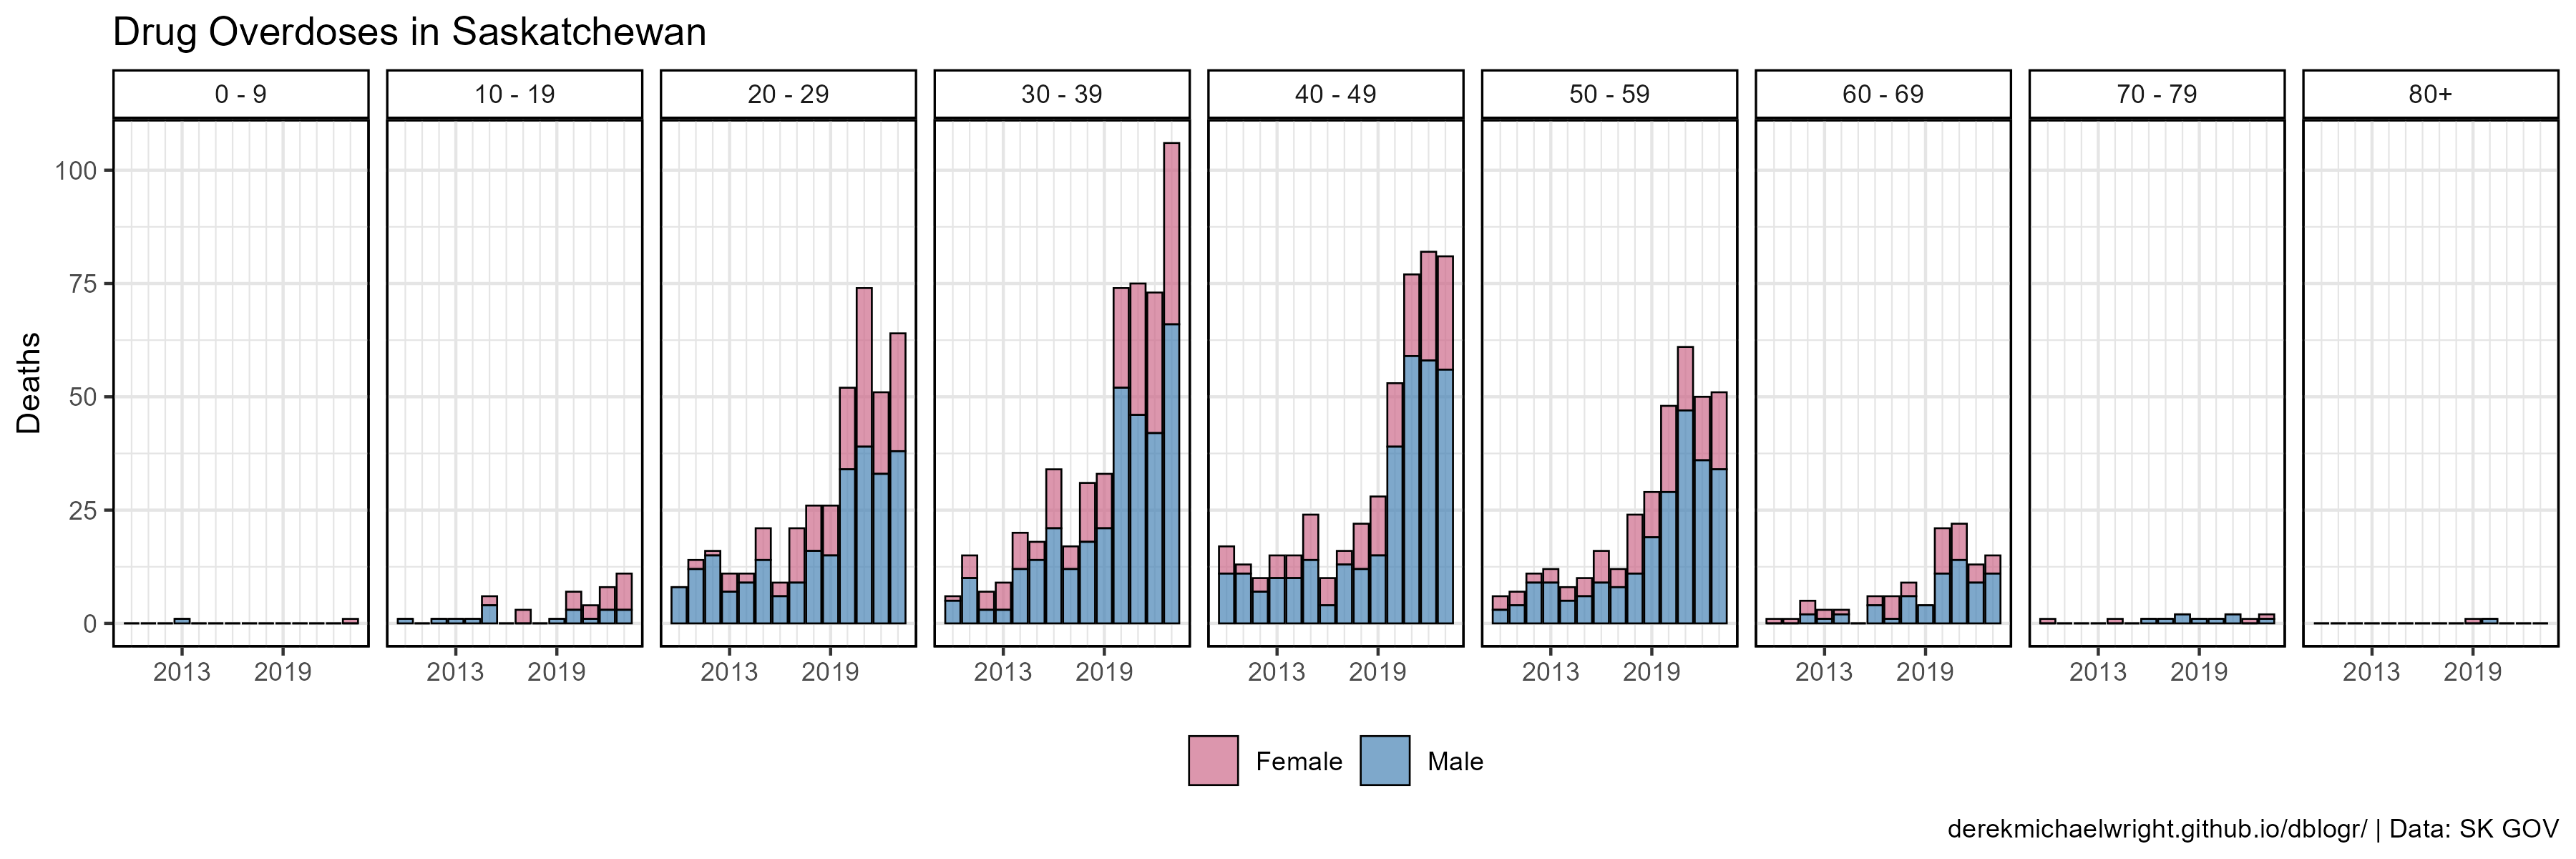 Drug Overdoses in Saskatchewan
0 - 9 10 - 19 20 - 29 30 - 39 40 - 49 50 - 59 60 - 69 70 - 79 80+
Deaths
100
75
50
25
0
2013 2019 2013 2019 2013 2019 2013 2019 2013 2019 2013 2019 2013 2019 2013 2019 2013 2019
Female Male
derekmichaelwright.github.io/dblogr/ | Data: SK GOV